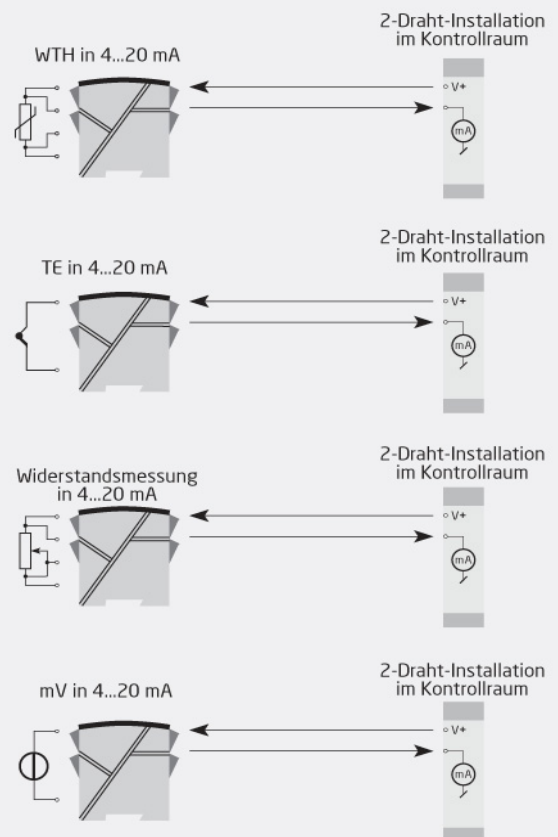 2-Draht-Installation
im Kontrollraum
WTH in 4...20 mA
V+
mA
2-Draht-Installation
im Kontrollraum
TE in 4...20 mA
V+
mA
2-Draht-Installation
im Kontrollraum
Widerstandsmessung
in 4...20 mA
V+
mA
2-Draht-Installation
im Kontrollraum
mV in 4...20 mA
V+
mA